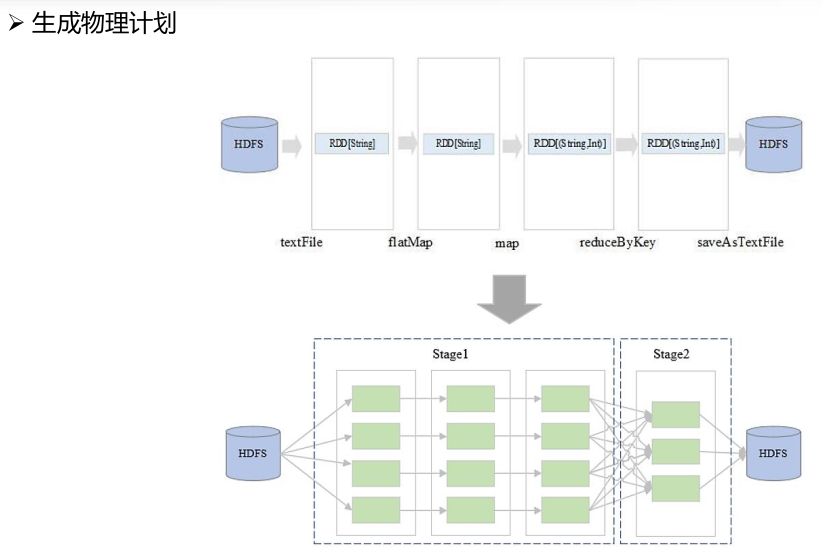 ➢ 生成物理计划
HDFS
RDD[String]
RDD[String]
RDD[(String,Int)]
RDD[(String,Int)]
HDFS
textFile
flatMap
map
reduceByKey
saveAsTextFile
Stage1
Stage2
HDFS
HDFS